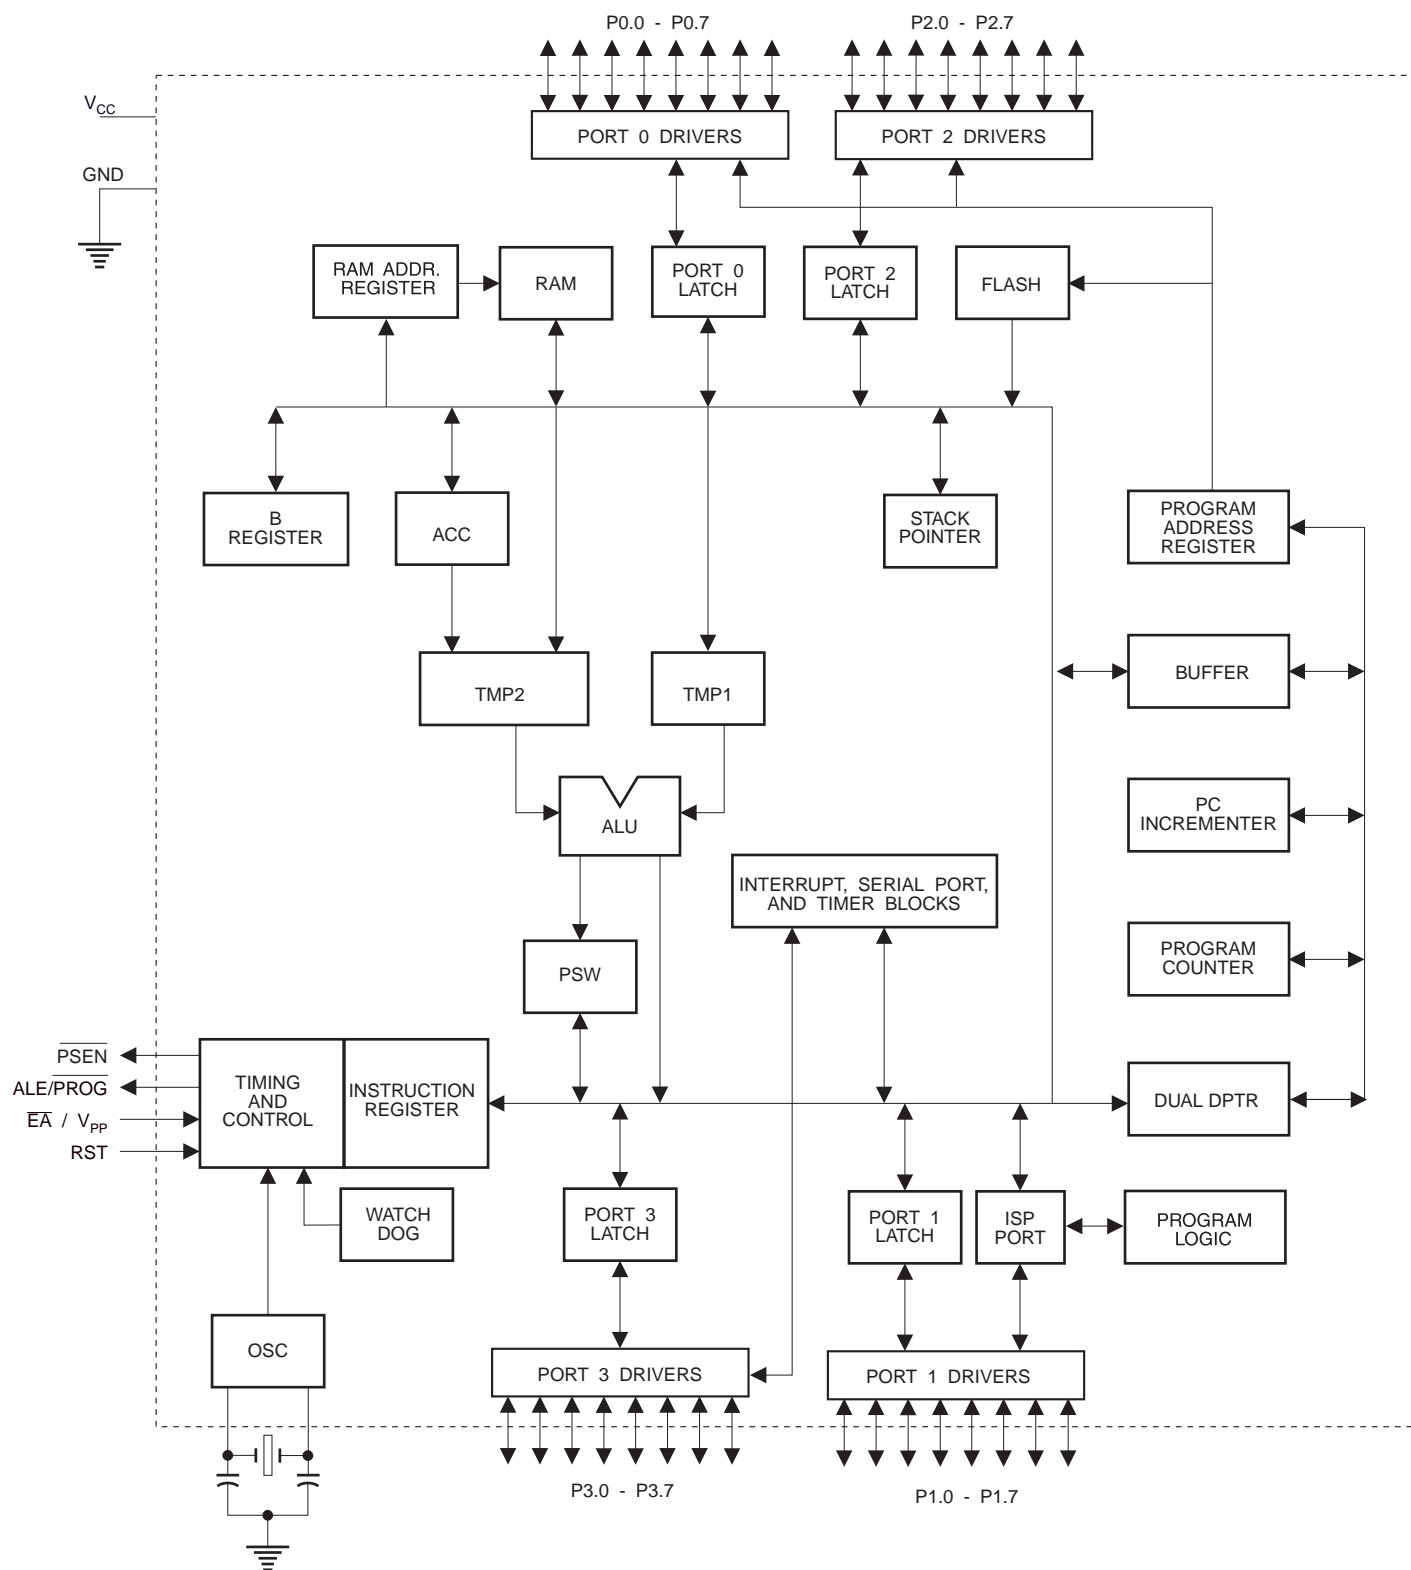 P0.0 - P0.7
P2.0 - P2.7
VCC
PORT 0 DRIVERS
PORT 2 DRIVERS
GND
RAM ADDR.
REGISTER
RAM
PORT 0
LATCH
PORT 2
LATCH
FLASH
B
REGISTER
ACC
STACK
POINTER
PROGRAM
ADDRESS
REGISTER
TMP2
TMP1
BUFFER
ALU
PC
INCREMENTER
INTERRUPT, SERIAL PORT,
AND TIMER BLOCKS
PSW
PROGRAM
COUNTER
PSEN
ALE/PROG
EA / VPP
RST
TIMING
AND
CONTROL
INSTRUCTION
REGISTER
DUAL DPTR
WATCH
DOG
PORT 3
LATCH
PORT 1
LATCH
ISP
PORT
PROGRAM
LOGIC
OSC
PORT 3 DRIVERS
PORT 1 DRIVERS
P3.0 - P3.7
P1.0 - P1.7